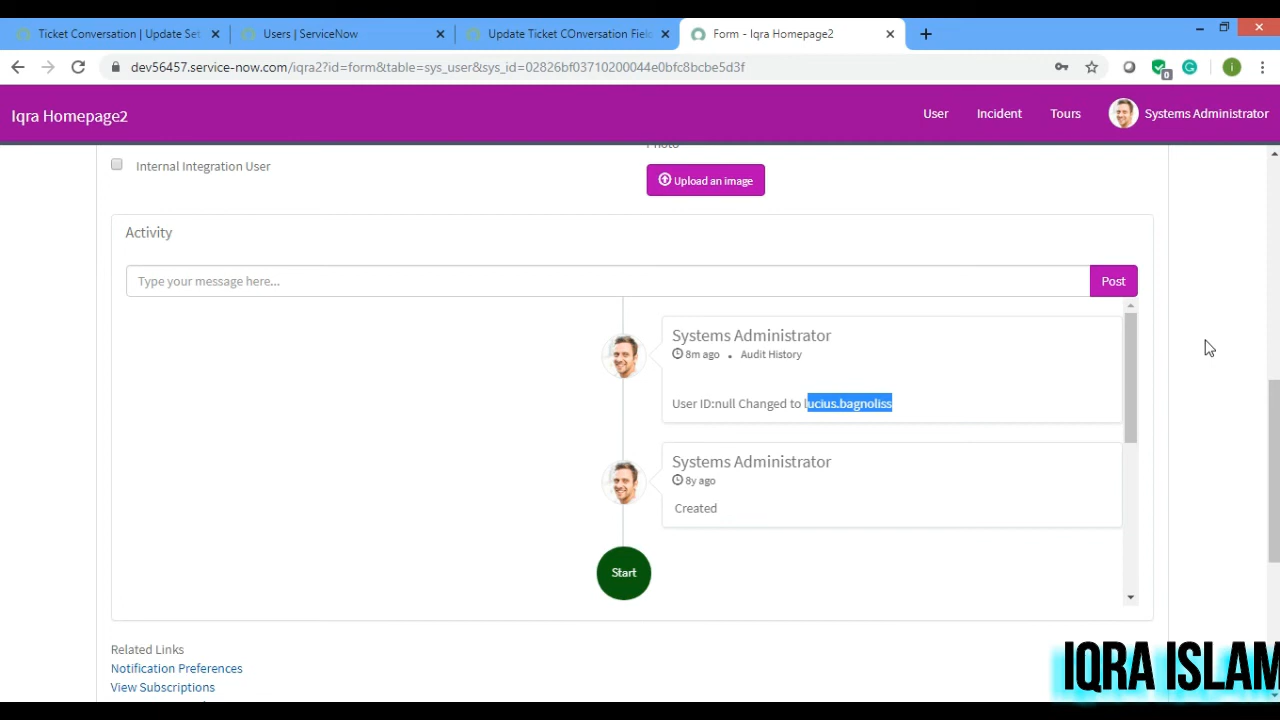 Ticket Conversation | Update Set
Users | ServiceNow
Update Ticket COnversation Field
Form - Iqra Homepage2
dev56457.service-now.com/iqra2?id=form&table=sys_user&sys_id=02826bf03710200044e0bfc8bcbe5d3f
0
i
Iqra Homepage2
User
Incident
Tours
Systems Administrator
Photo
Internal Integration User
Upload an image
Activity
Type your message here...
Post
Systems Administrator
8m ago • Audit History
User ID:null Changed to lucius.bagnoliss
Systems Administrator
8y ago
Created
Start
Related Links
Notification Preferences
View Subscriptions
IQRA ISLAM